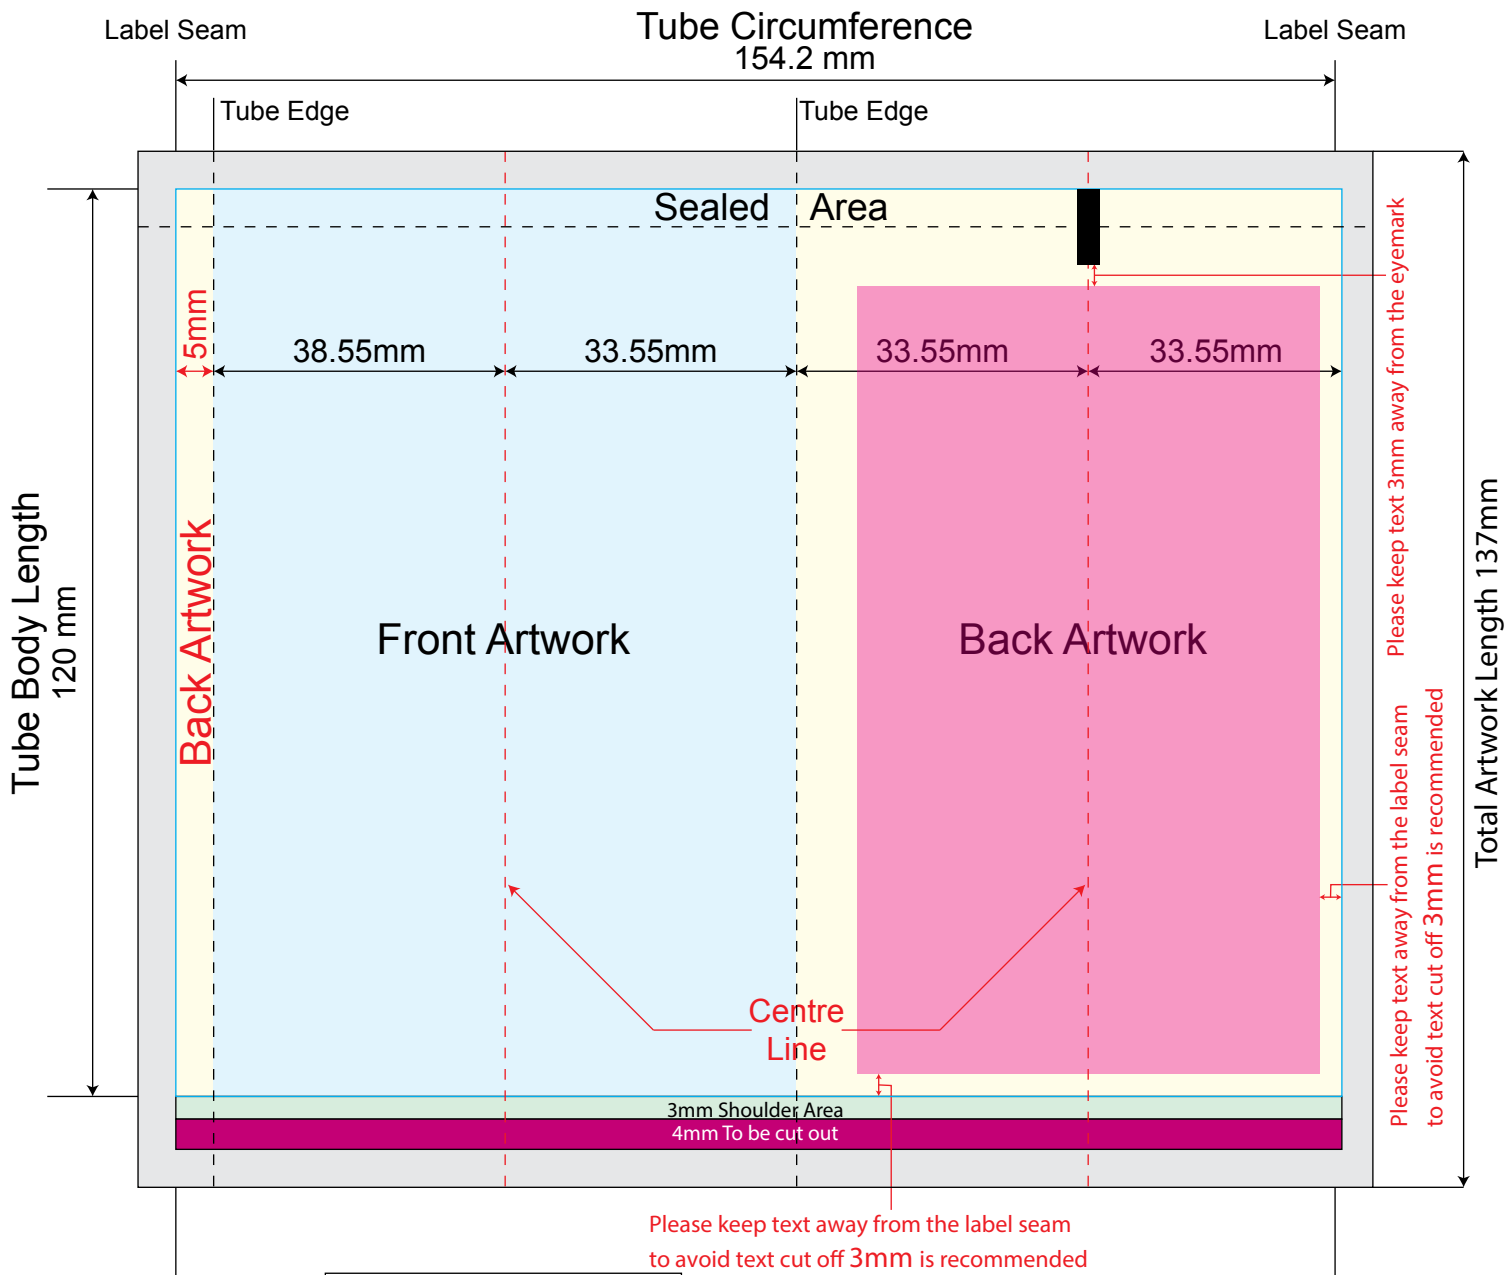 Label Seam
Tube Circumference
154.2 mm
Label Seam
Tube Edge
Tube Edge
Sealed Area
5mm
38.55mm
33.55mm
33.55mm
33.55mm
Please keep text 3mm away from the eyemark
Tube Body Length
120 mm
Back Artwork
Front Artwork
Back Artwork
Total Artwork Length 137mm
Please keep text away from the label seam
to avoid text cut off 3mm is recommended
Centre
Line
3mm Shoulder Area
4mm To be cut out
Please keep text away from the label seam
to avoid text cut off 3mm is recommended